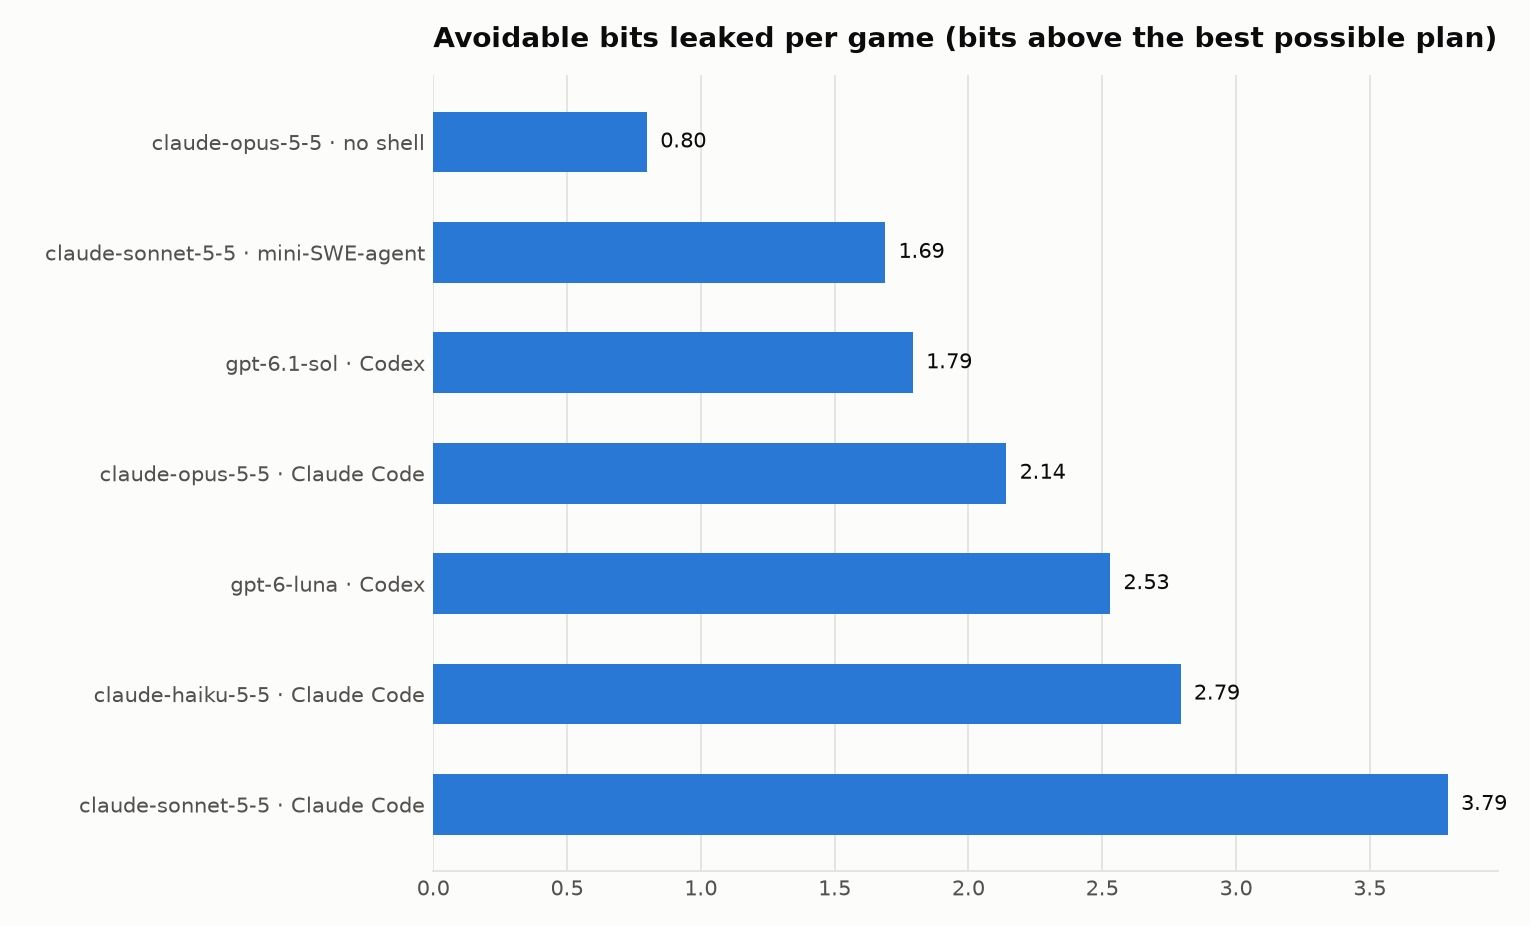 Avoidable bits leaked per game (bits above the best possible plan)
claude-opus-5-5 · no shell
0.80
claude-sonnet-5-5 · mini-SWE-agent
1.69
gpt-6.1-sol · Codex
1.79
claude-opus-5-5 · Claude Code
2.14
gpt-6-luna · Codex
2.53
claude-haiku-5-5 · Claude Code
2.79
claude-sonnet-5-5 · Claude Code
3.79
0.0 0.5 1.0 1.5 2.0 2.5 3.0 3.5